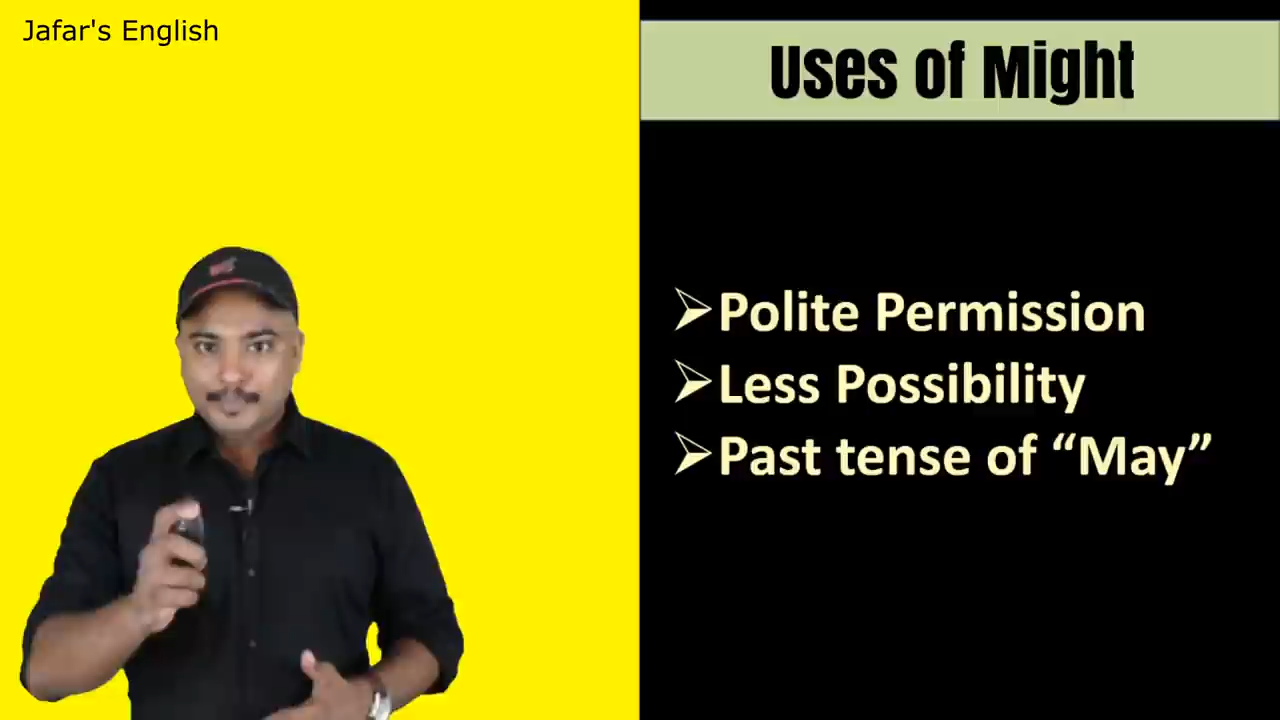 Jafar's English
Uses of Might
➢Polite Permission
➢Less Possibility
➢Past tense of “May”